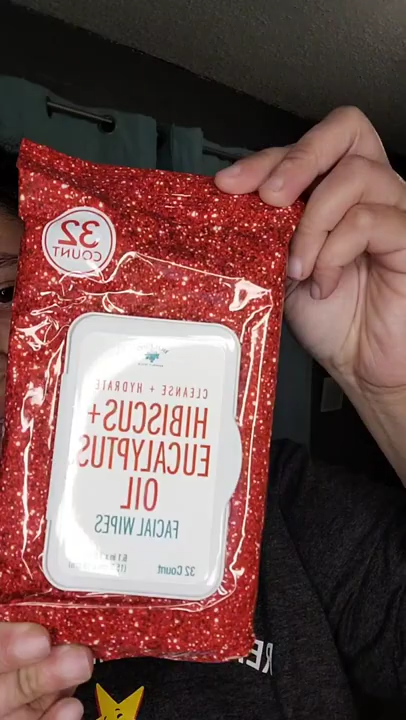 32
COUNT
CLEANSE + HYDRATE
HIBISCUS+
EUCALYPTUS
OIL
FACIAL WIPES
32 Count